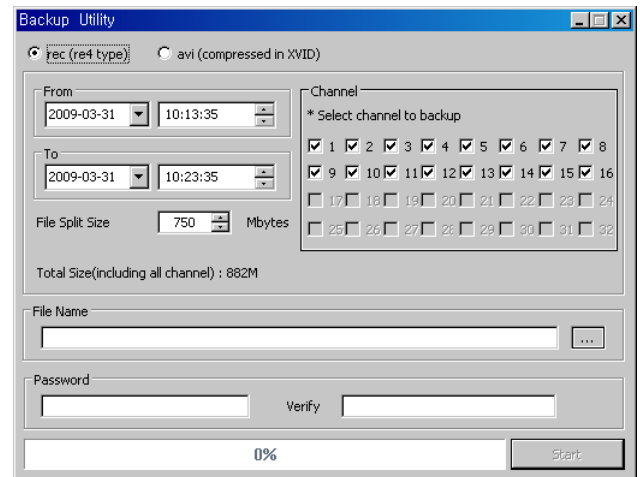 Backup Utility
rec (re4 type) avi (compressed in XVID)
From
2009-03-31 10:13:35
To
2009-03-31 10:23:35
File Split Size 750 Mbytes
Total Size(including all channel) : 882M
Channel
* Select channel to backup
1 2 3 4 5 6 7 8
9 10 11 12 13 14 15 16
17 18 19 20 21 22 23 24
25 26 27 28 29 30 31 32
File Name
...
Password
Verify
0% Start